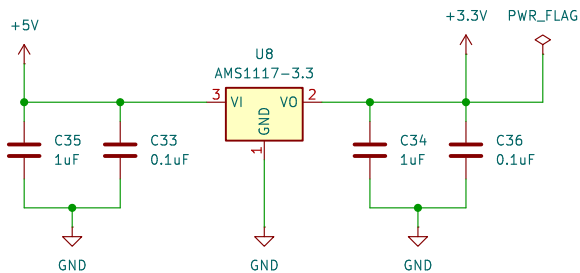 +5V
+3.3V
PWR_FLAG
U8
AMS1117-3.3
3
VI
VO
2
GND
1
C35
1uF
C33
0.1uF
C34
1uF
C36
0.1uF
GND
GND
GND